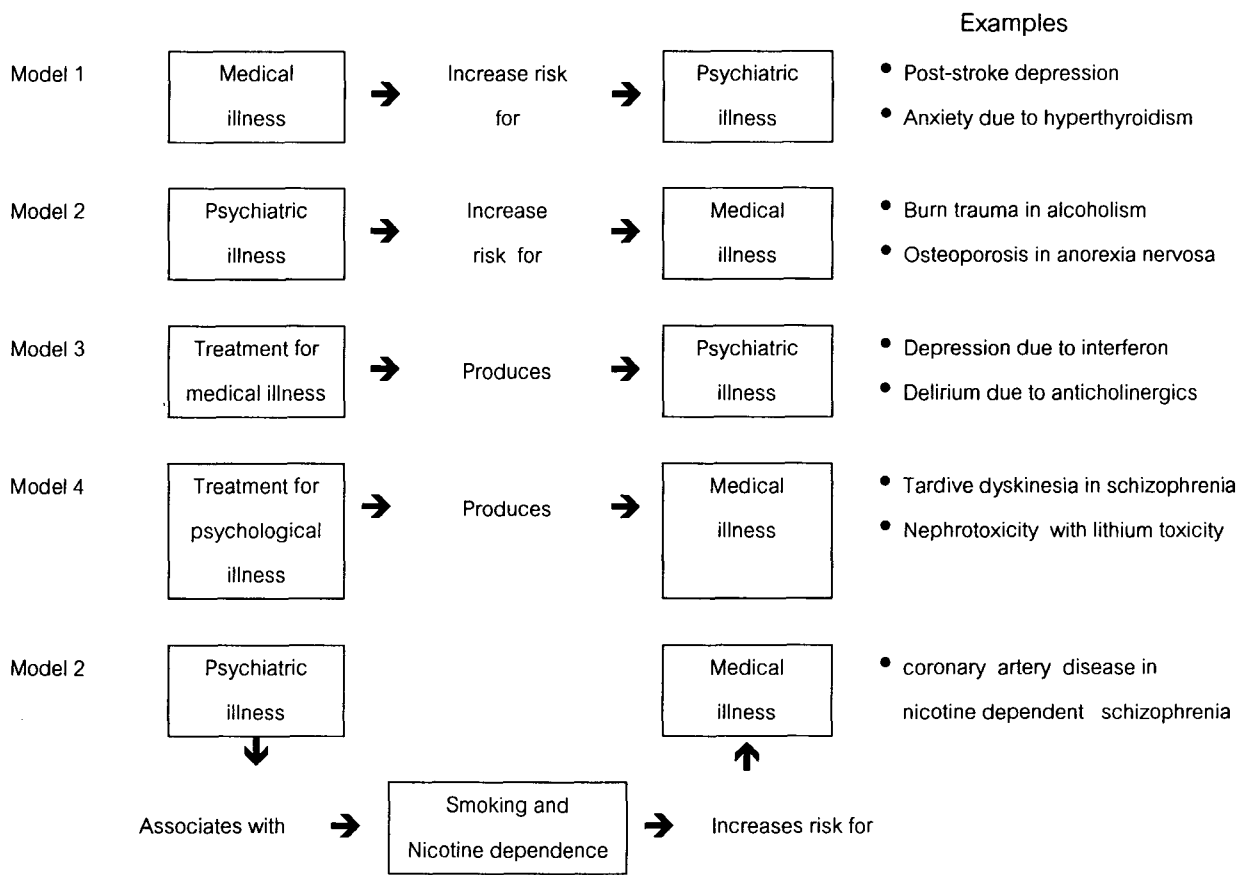 Examples
Model 1
Medical
illness
Increase risk
for
Psychiatric
illness
• Post-stroke depression
• Anxiety due to hyperthyroidism
Model 2
Psychiatric
illness
Increase
risk for
Medical
illness
• Burn trauma in alcoholism
• Osteoporosis in anorexia nervosa
Model 3
Treatment for
medical illness
Produces
Psychiatric
illness
• Depression due to interferon
• Delirium due to anticholinergics
Model 4
Treatment for
psychological
illness
Produces
Medical
illness
• Tardive dyskinesia in schizophrenia
• Nephrotoxicity with lithium toxicity
Model 2
Psychiatric
illness
Medical
illness
• coronary artery disease in
nicotine dependent schizophrenia
Associates with
Smoking and
Nicotine dependence
Increases risk for